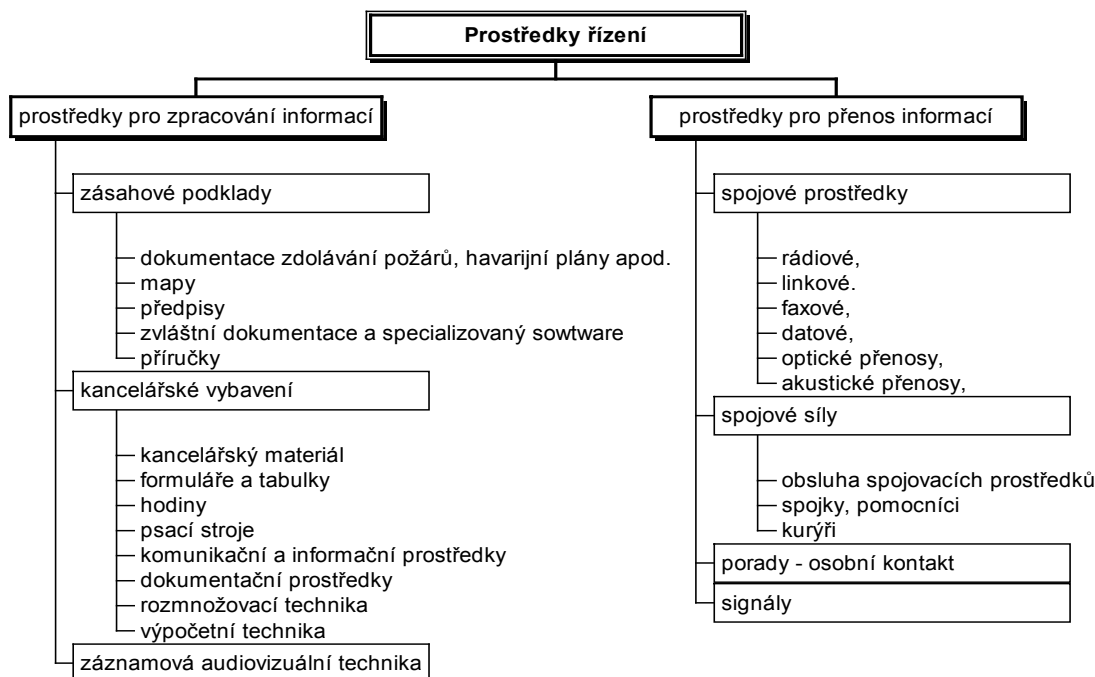 Prostředky řízení
prostředky pro zpracování informací
zásahové podklady
dokumentace zdolávání požárů, havarijní plány apod.
mapy
předpisy
zvláštní dokumentace a specializovaný sowtware
příručky
kancelářské vybavení
kancelářský materiál
formuláře a tabulky
hodiny
psací stroje
komunikační a informační prostředky
dokumentační prostředky
rozmnožovací technika
výpočetní technika
záznamová audiovizuální technika
prostředky pro přenos informací
spojové prostředky
rádiové,
linkové.
faxové,
datové,
optické přenosy,
akustické přenosy,
spojové síly
obsluha spojovacích prostředků
spojky, pomocníci
kurýři
porady - osobní kontakt
signály